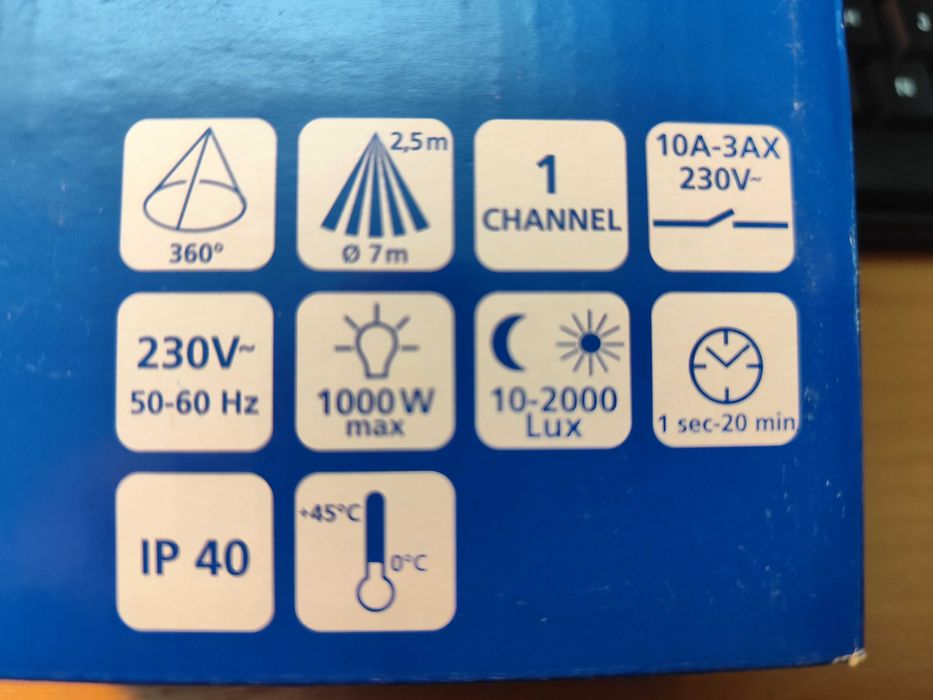 360°
2,5m
Ø 7m
1
CHANNEL
10A-3AX
230V~
230V~
50-60 Hz
1000 W
max
10-2000
Lux
1 sec-20 min
IP 40
+45°C
0°C